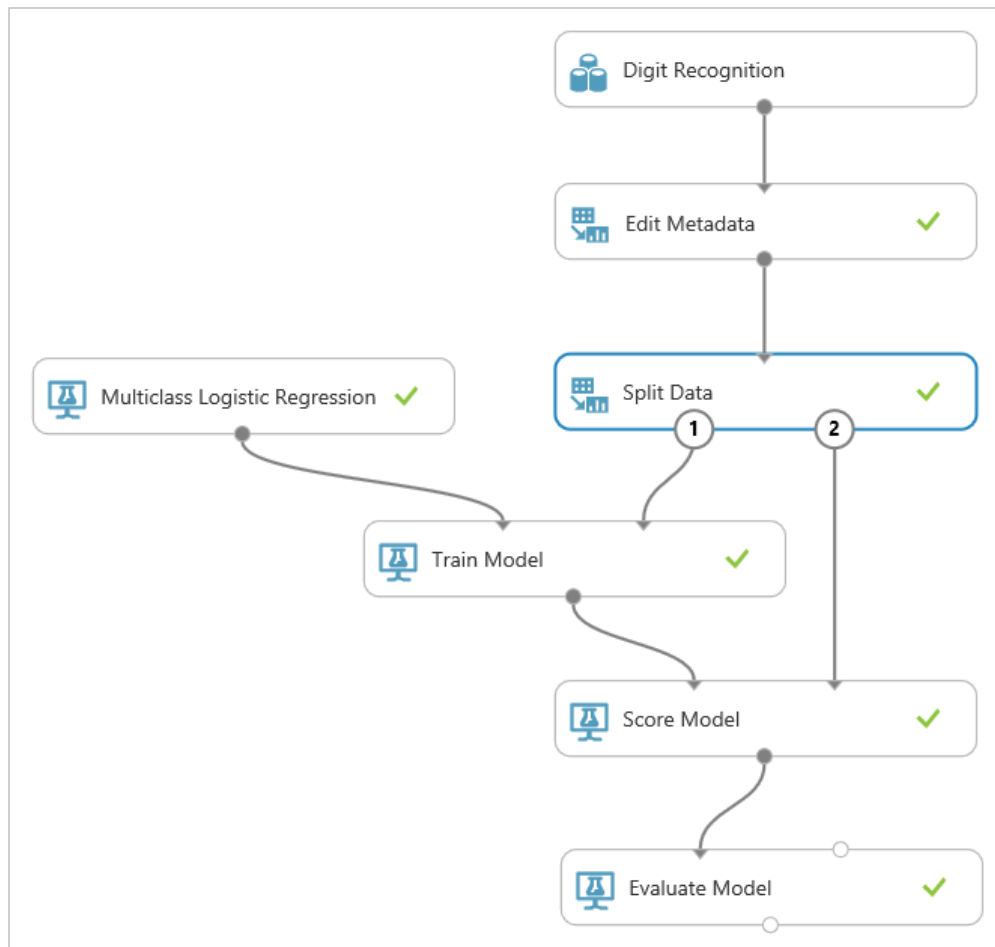 Digit Recognition
Edit Metadata
Split Data
Multiclass Logistic Regression
1
2
Train Model
Score Model
Evaluate Model